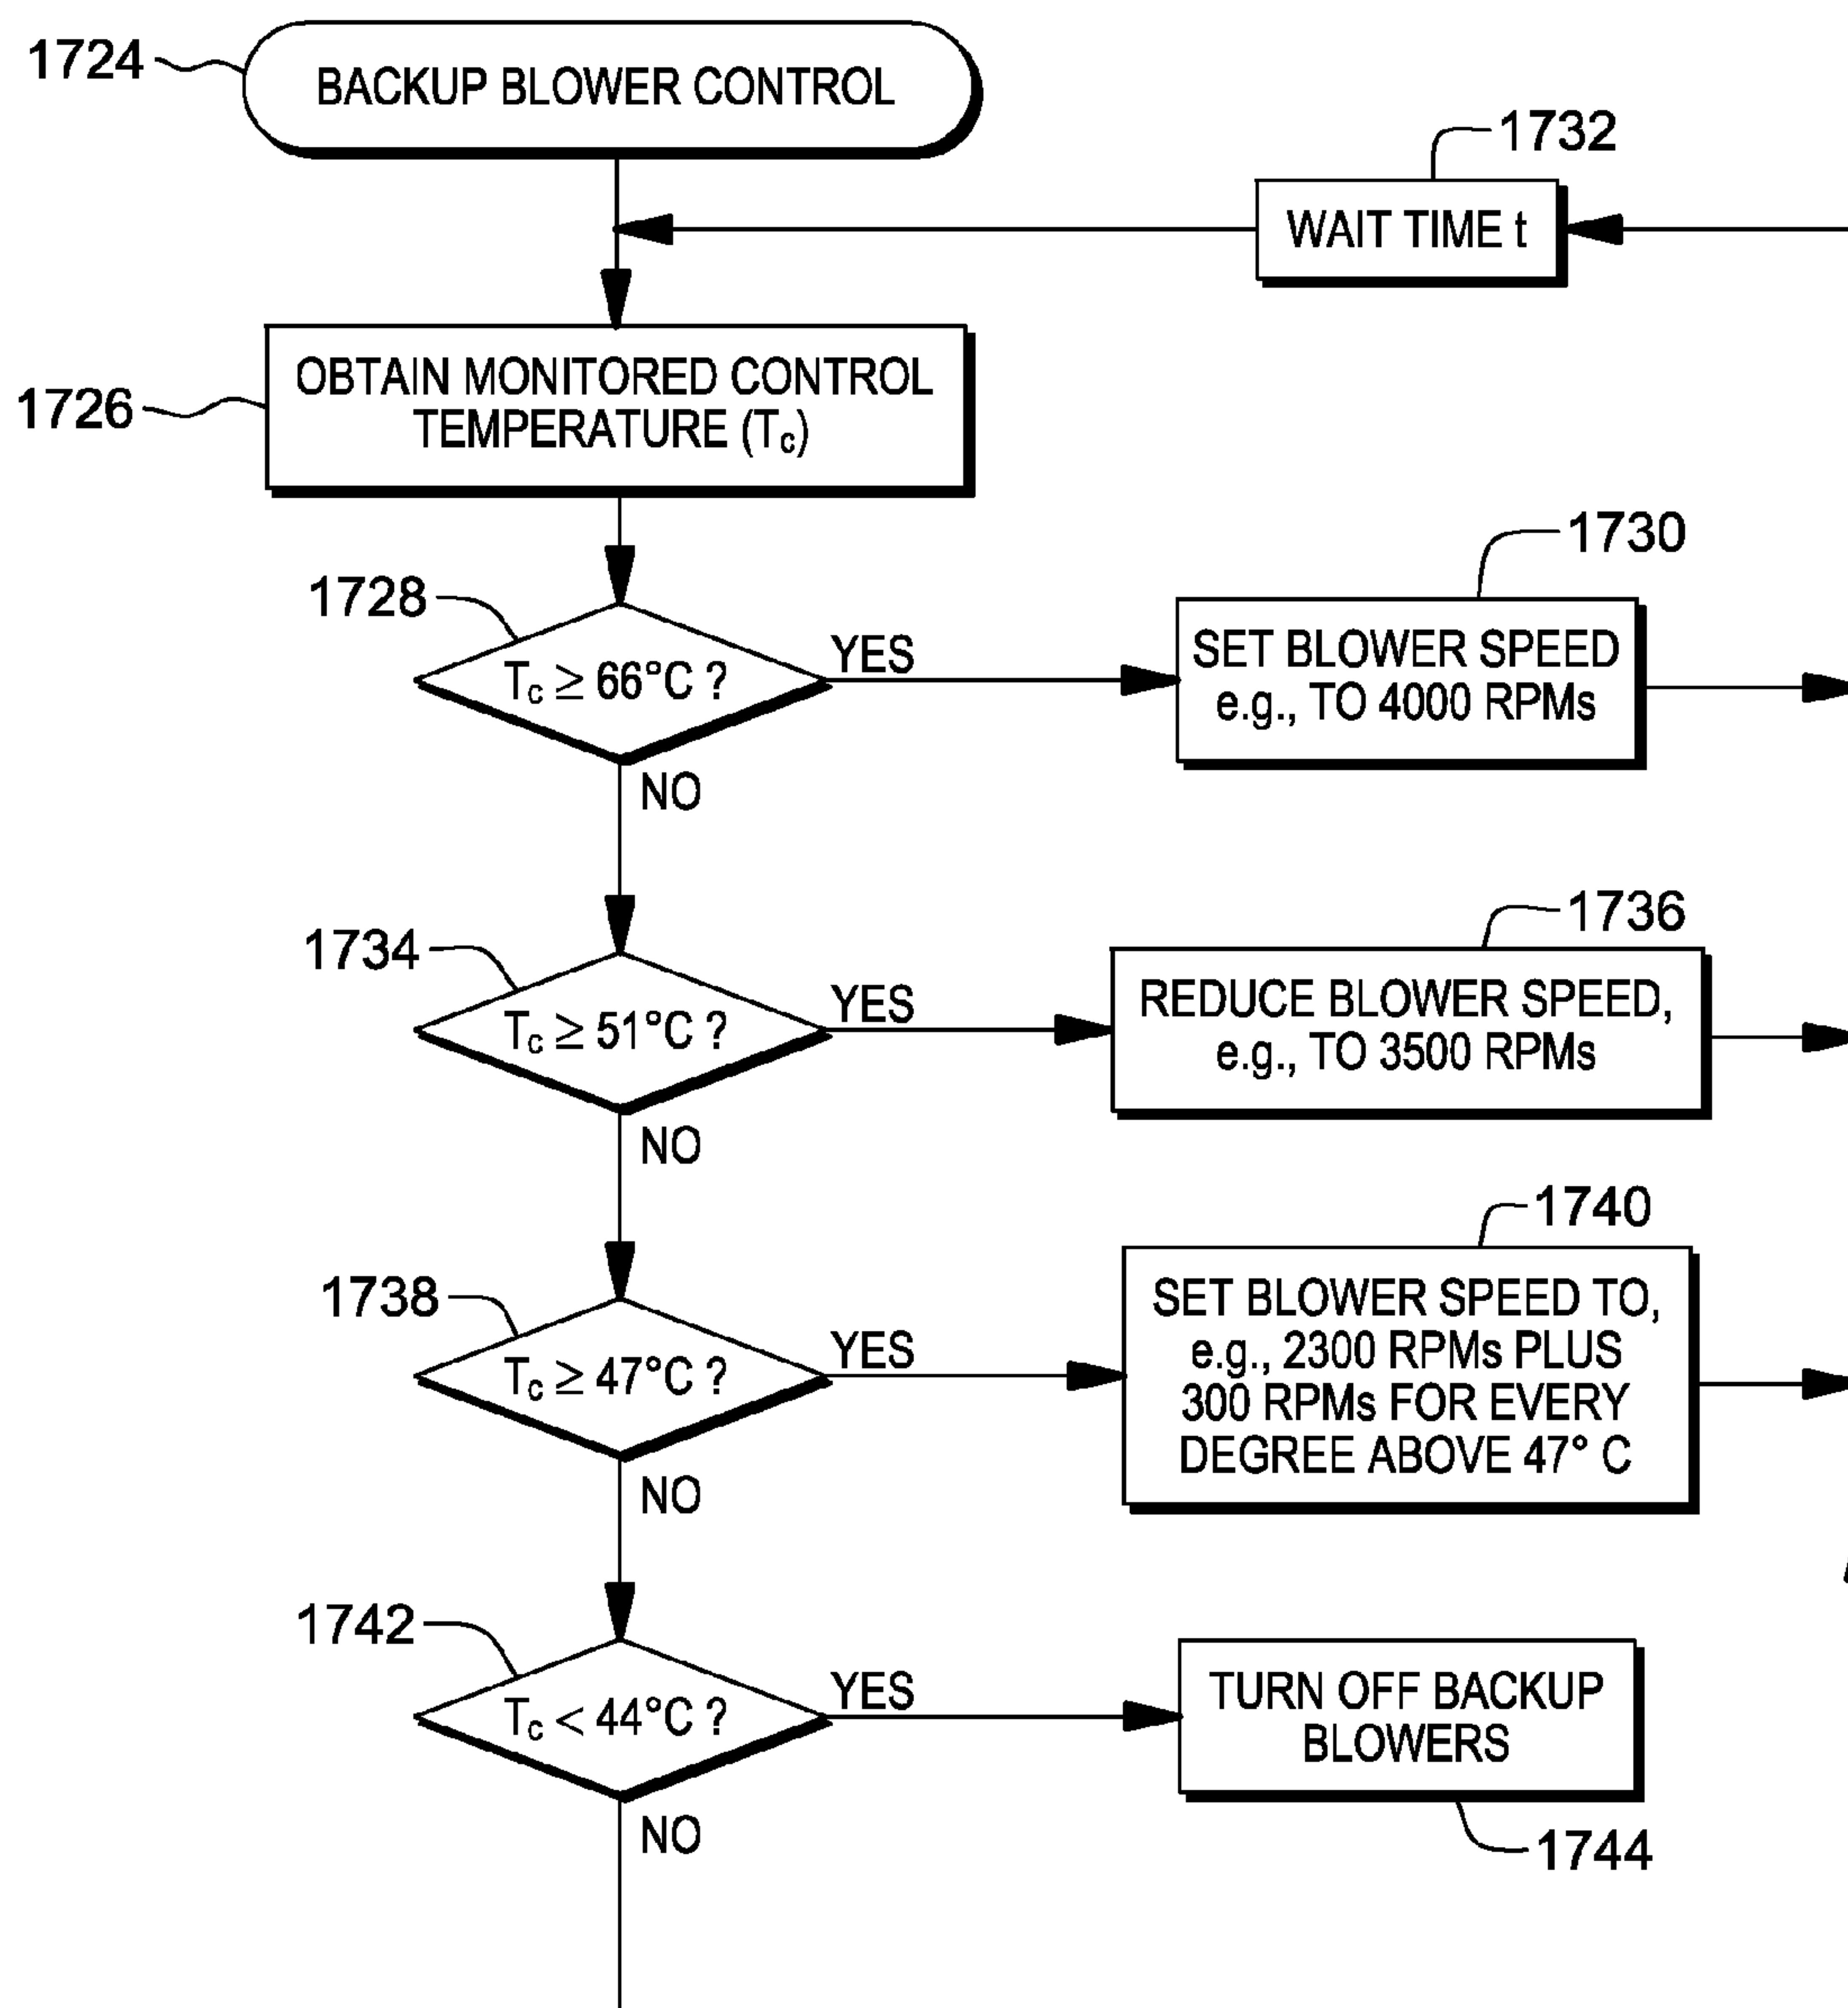 1724
BACKUP BLOWER CONTROL
1732
WAIT TIME t
1726
OBTAIN MONITORED CONTROL
TEMPERATURE (Tc)
1730
1728
Tc ≥ 66°C ?
YES
SET BLOWER SPEED
e.g., TO 4000 RPMs
NO
1736
1734
Tc ≥ 51°C ?
YES
REDUCE BLOWER SPEED,
e.g., TO 3500 RPMs
NO
1740
1738
Tc ≥ 47°C ?
YES
SET BLOWER SPEED TO,
e.g., 2300 RPMs PLUS
300 RPMs FOR EVERY
DEGREE ABOVE 47° C
NO
1742
Tc < 44°C ?
YES
TURN OFF BACKUP
BLOWERS
NO
1744